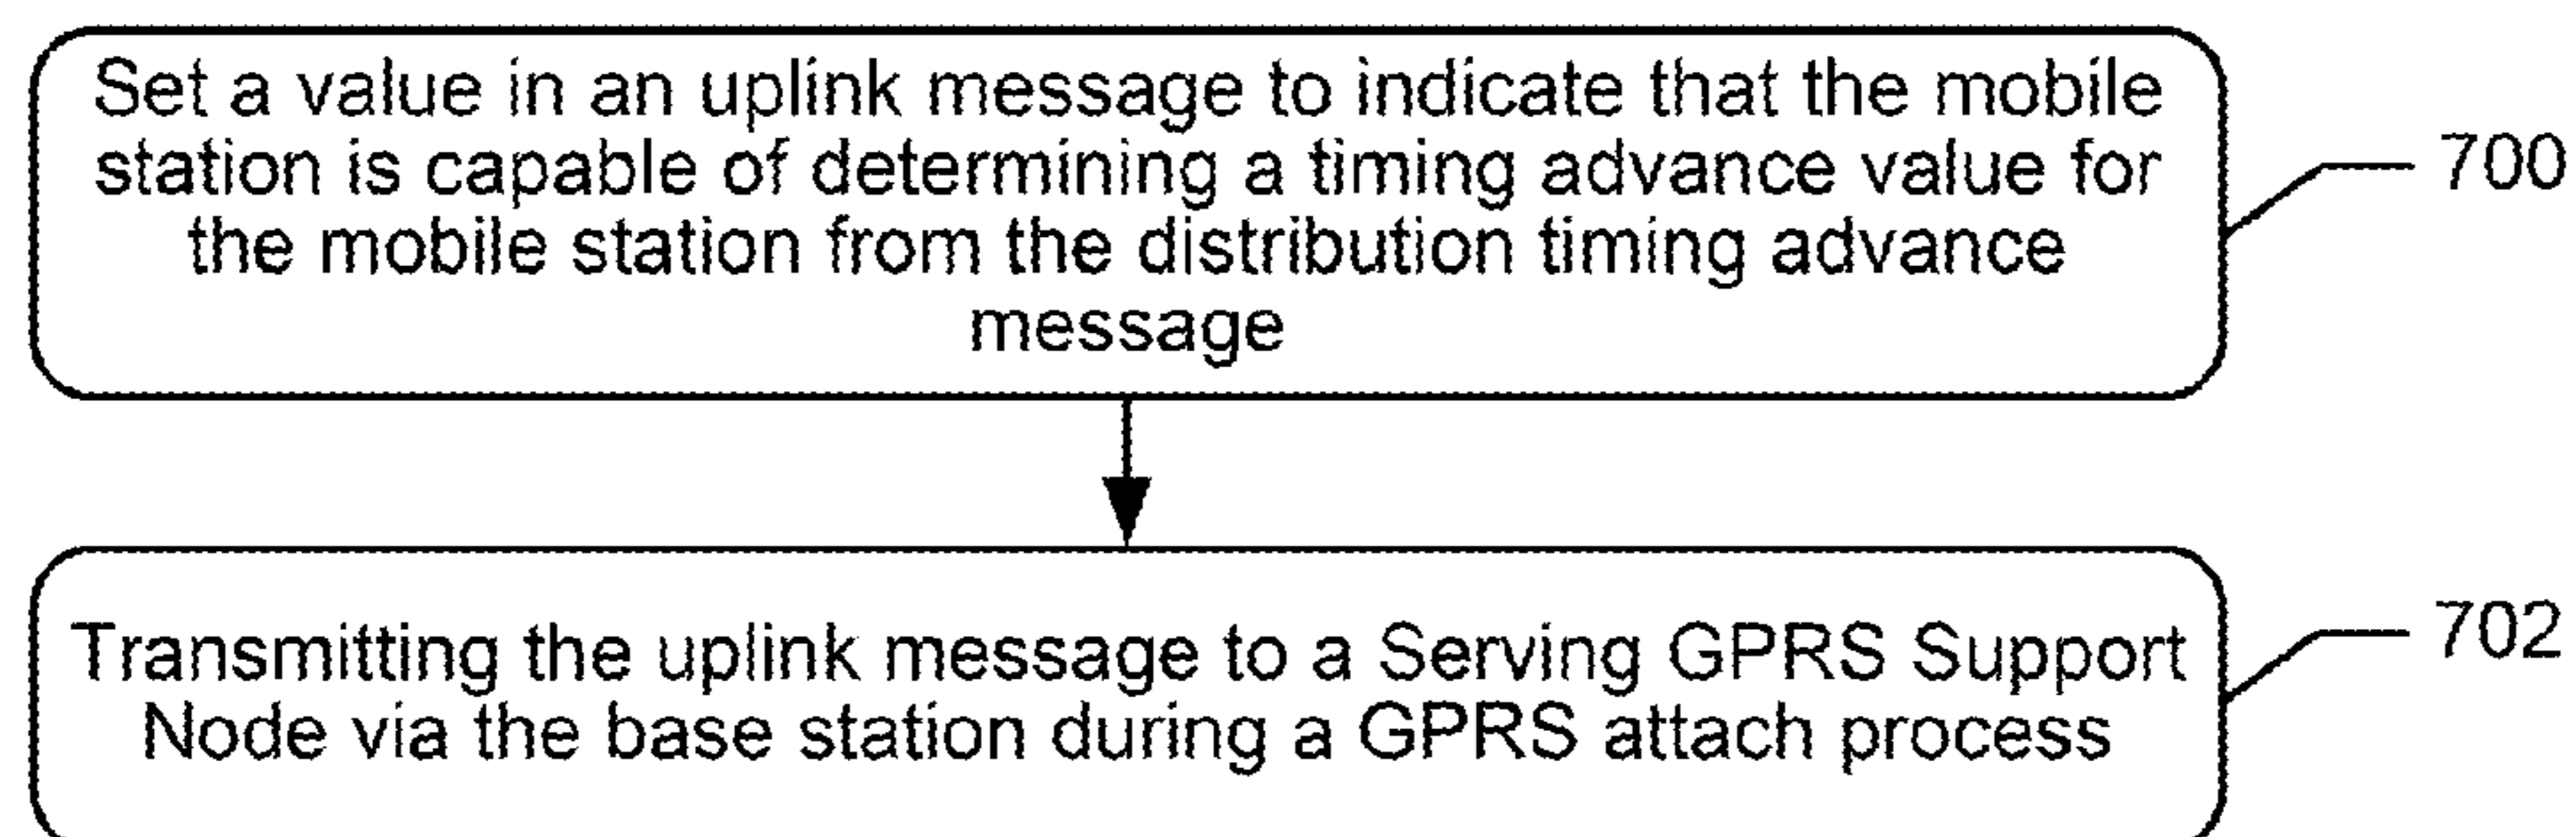 Set a value in an uplink message to indicate that the mobile
station is capable of determining a timing advance value for
the mobile station from the distribution timing advance
message
700
Transmitting the uplink message to a Serving GPRS Support
Node via the base station during a GPRS attach process
702